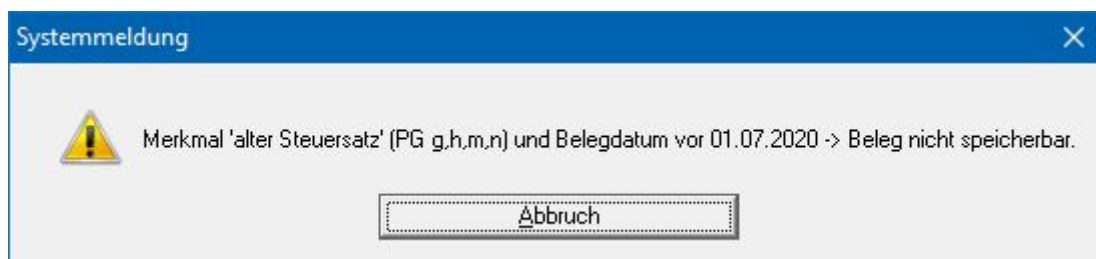 Systemmeldung
Merkmal 'alter Steuersatz' (PG g,h,m,n) und Belegdatum vor 01.07.2020 -> Beleg nicht speicherbar.
Abbruch